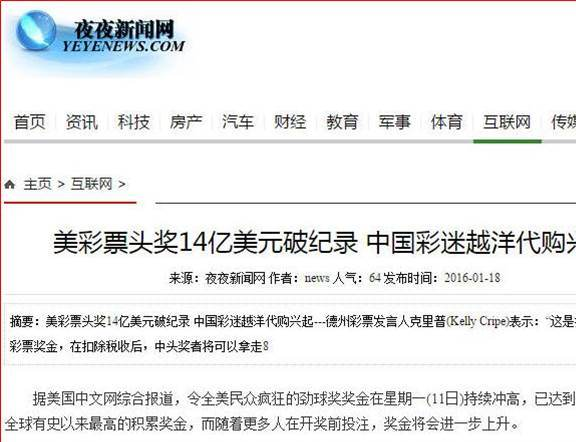 夜夜新闻网
YEYENEWS.COM
首页 资讯 科技 房产 汽车 财经 教育 军事 体育 互联网 传媒
主页 > 互联网 >
美彩票头奖14亿美元破纪录 中国彩迷越洋代购
来源：夜夜新闻网 作者：news 人气：64 发布时间：2016-01-18
摘要：美彩票头奖14亿美元破纪录 中国彩迷越洋代购兴起---德州彩票发言人克里普(Kelly Cripe)表示："这是
彩票奖金，在扣除税收后，中头奖者将可以拿走8
据美国中文网综合报道，令全美民众疯狂的劲球奖奖金在星期一(11日)持续冲高，已达到
全球有史以来最高的积累奖金，而随着更多人在开奖前投注，奖金将会进一步上升。